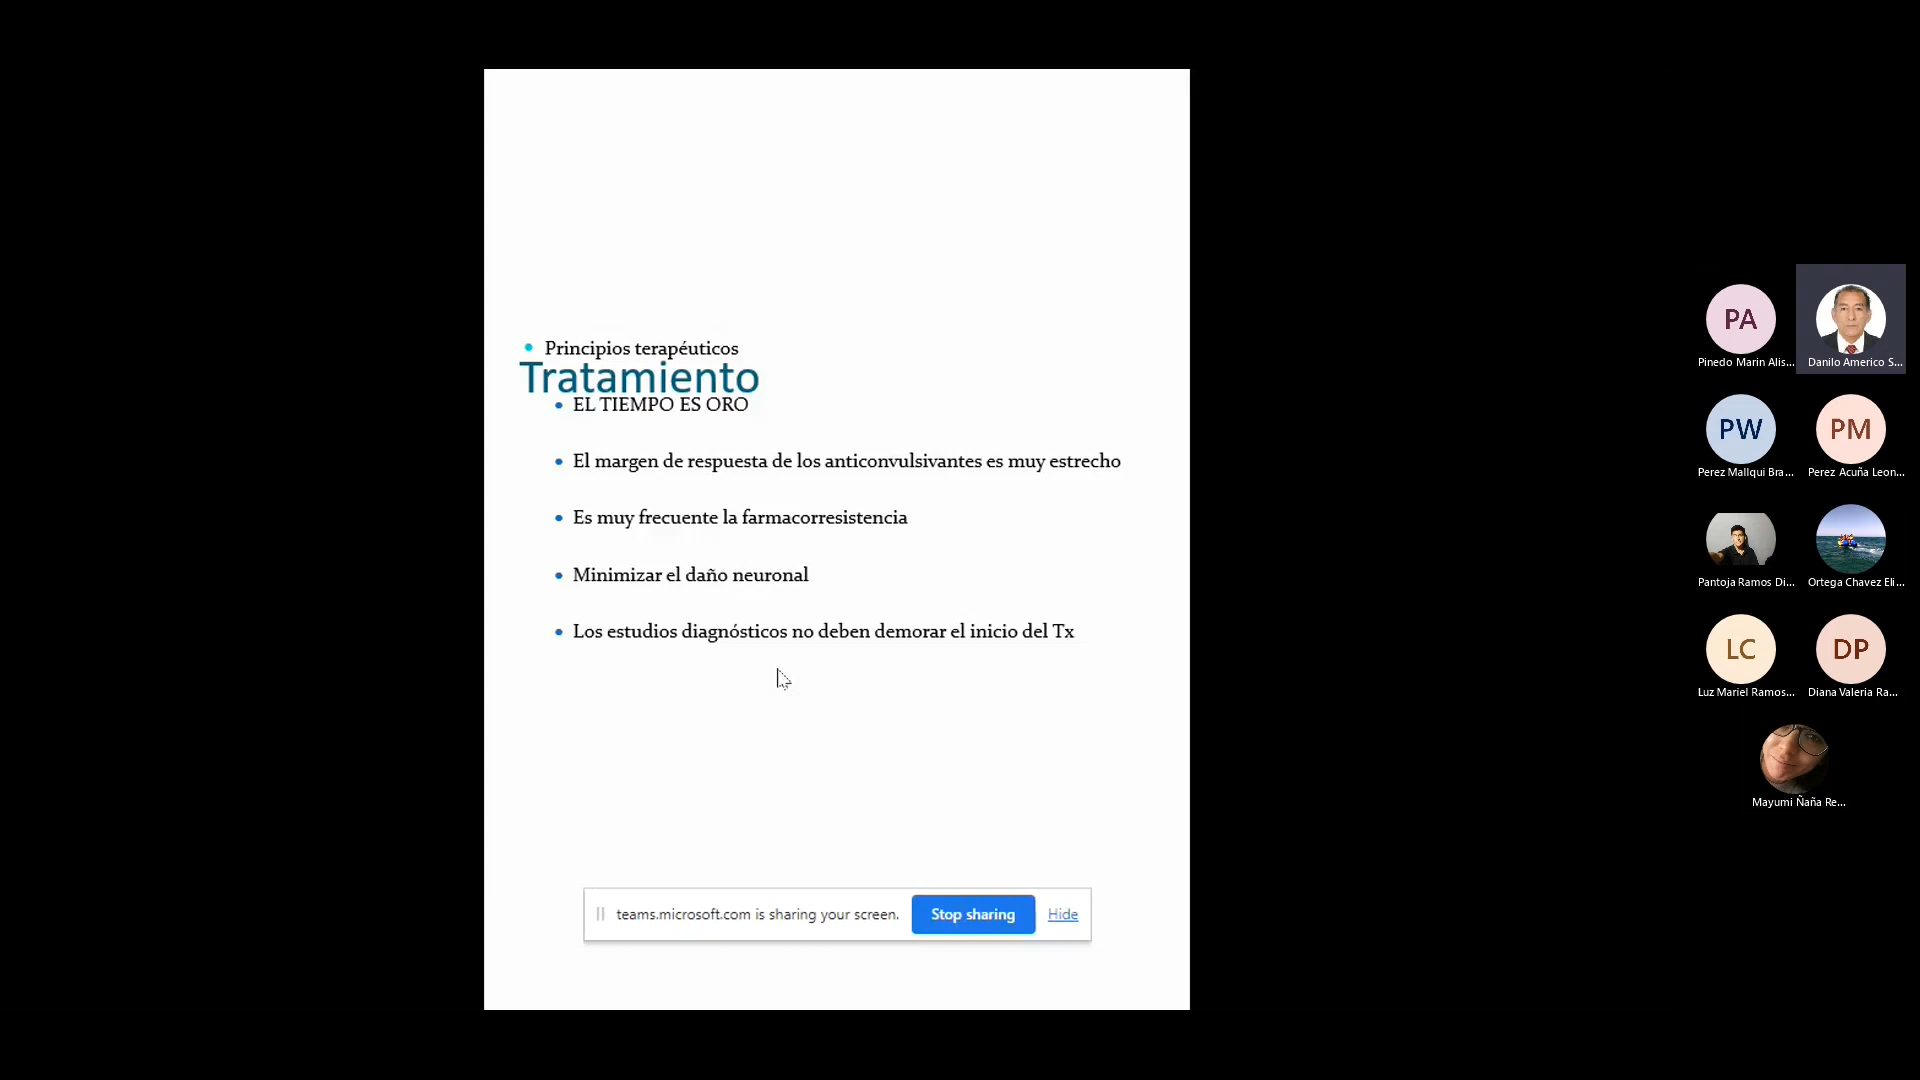 • Principios terapéuticos
Tratamiento
• EL TIEMPO ES ORO
• El margen de respuesta de los anticonvulsivantes es muy estrecho
• Es muy frecuente la farmacorresistencia
• Minimizar el daño neuronal
• Los estudios diagnósticos no deben demorar el inicio del Tx
teams.microsoft.com is sharing your screen. Stop sharing Hide
PA
Pinedo Marin Alis...
Danilo Americo S...
PW
Perez Mallqui Bra...
PM
Perez Acuña Leon...
Pantoja Ramos Di...
Ortega Chavez Eli...
LC
Luz Mariel Ramos...
DP
Diana Valeria Ra...
Mayumi Ñaña Re...